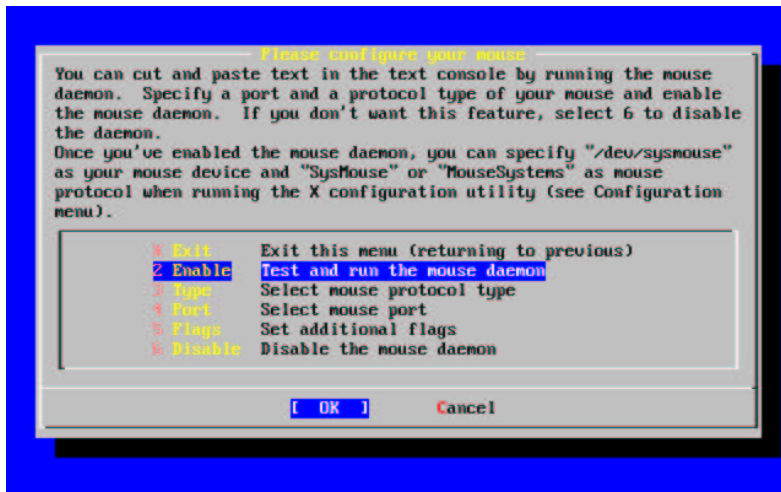 Please configure your mouse
You can cut and paste text in the text console by running the mouse
daemon.  Specify a port and a protocol type of your mouse and enable
the mouse daemon.  If you don't want this feature, select 6 to disable
the daemon.
Once you've enabled the mouse daemon, you can specify "/dev/sysmouse"
as your mouse device and "SysMouse" or "MouseSystems" as mouse
protocol when running the X configuration utility (see Configuration
menu).
X Exit Exit this menu (returning to previous)
2 Enable Test and run the mouse daemon
3 Type Select mouse protocol type
4 Port Select mouse port
5 Flags Set additional flags
6 Disable Disable the mouse daemon
[ OK ] Cancel